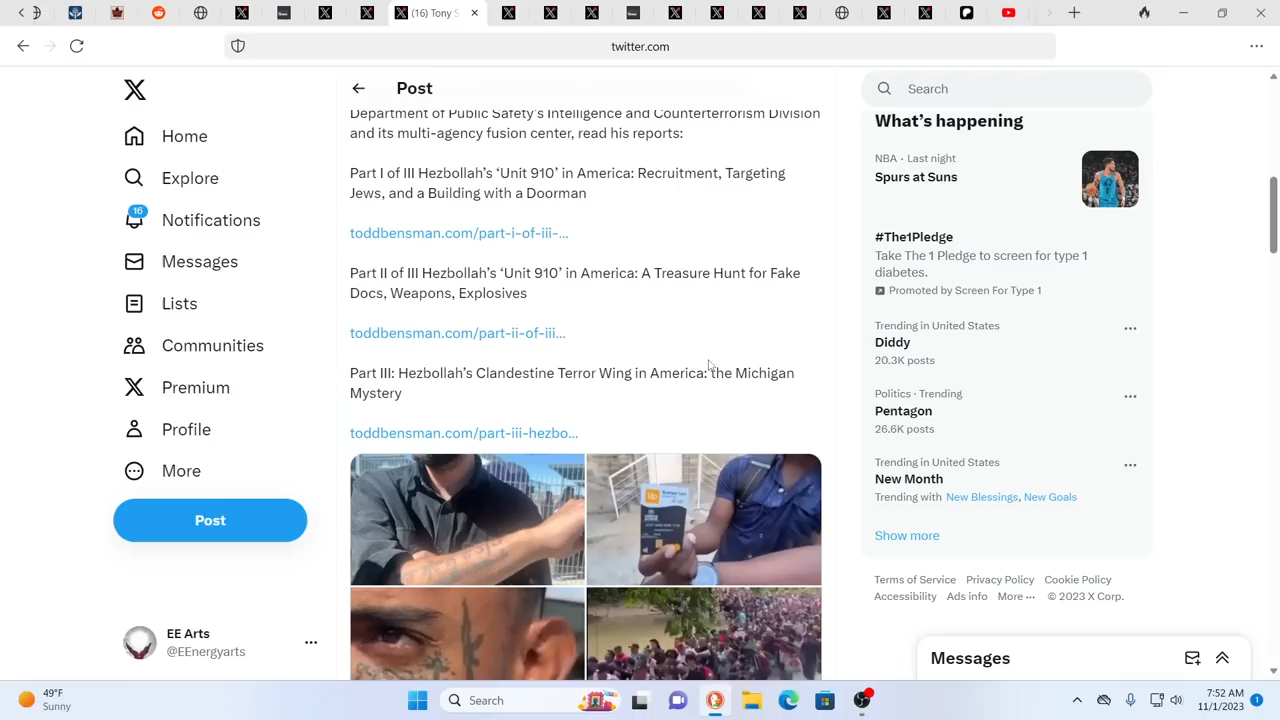 (16) Tony S
twitter.com
Home
Explore
16
Notifications
Messages
Lists
Communities
Premium
Profile
More
Post
EE Arts
@EEnergyarts
Post
Department of Public Safety's Intelligence and Counterterrorism Division
and its multi-agency fusion center, read his reports:
Part I of III Hezbollah's 'Unit 910' in America: Recruitment, Targeting
Jews, and a Building with a Doorman
toddbensman.com/part-i-of-iii-...
Part II of III Hezbollah's 'Unit 910' in America: A Treasure Hunt for Fake
Docs, Weapons, Explosives
toddbensman.com/part-ii-of-iii...
Part III: Hezbollah's Clandestine Terror Wing in America: the Michigan
Mystery
toddbensman.com/part-iii-hezbo...
Up
Search
What's happening
NBA · Last night
Spurs at Suns
#The1Pledge
Take The 1 Pledge to screen for type 1
diabetes.
Promoted by Screen For Type 1
Trending in United States
Diddy
20.3K posts
Politics · Trending
Pentagon
26.6K posts
Trending in United States
New Month
Trending with New Blessings, New Goals
Show more
Terms of Service Privacy Policy Cookie Policy
Accessibility Ads info More ··· © 2023 X Corp.
Messages
49°F
Sunny
Search
7:52 AM
11/1/2023
1